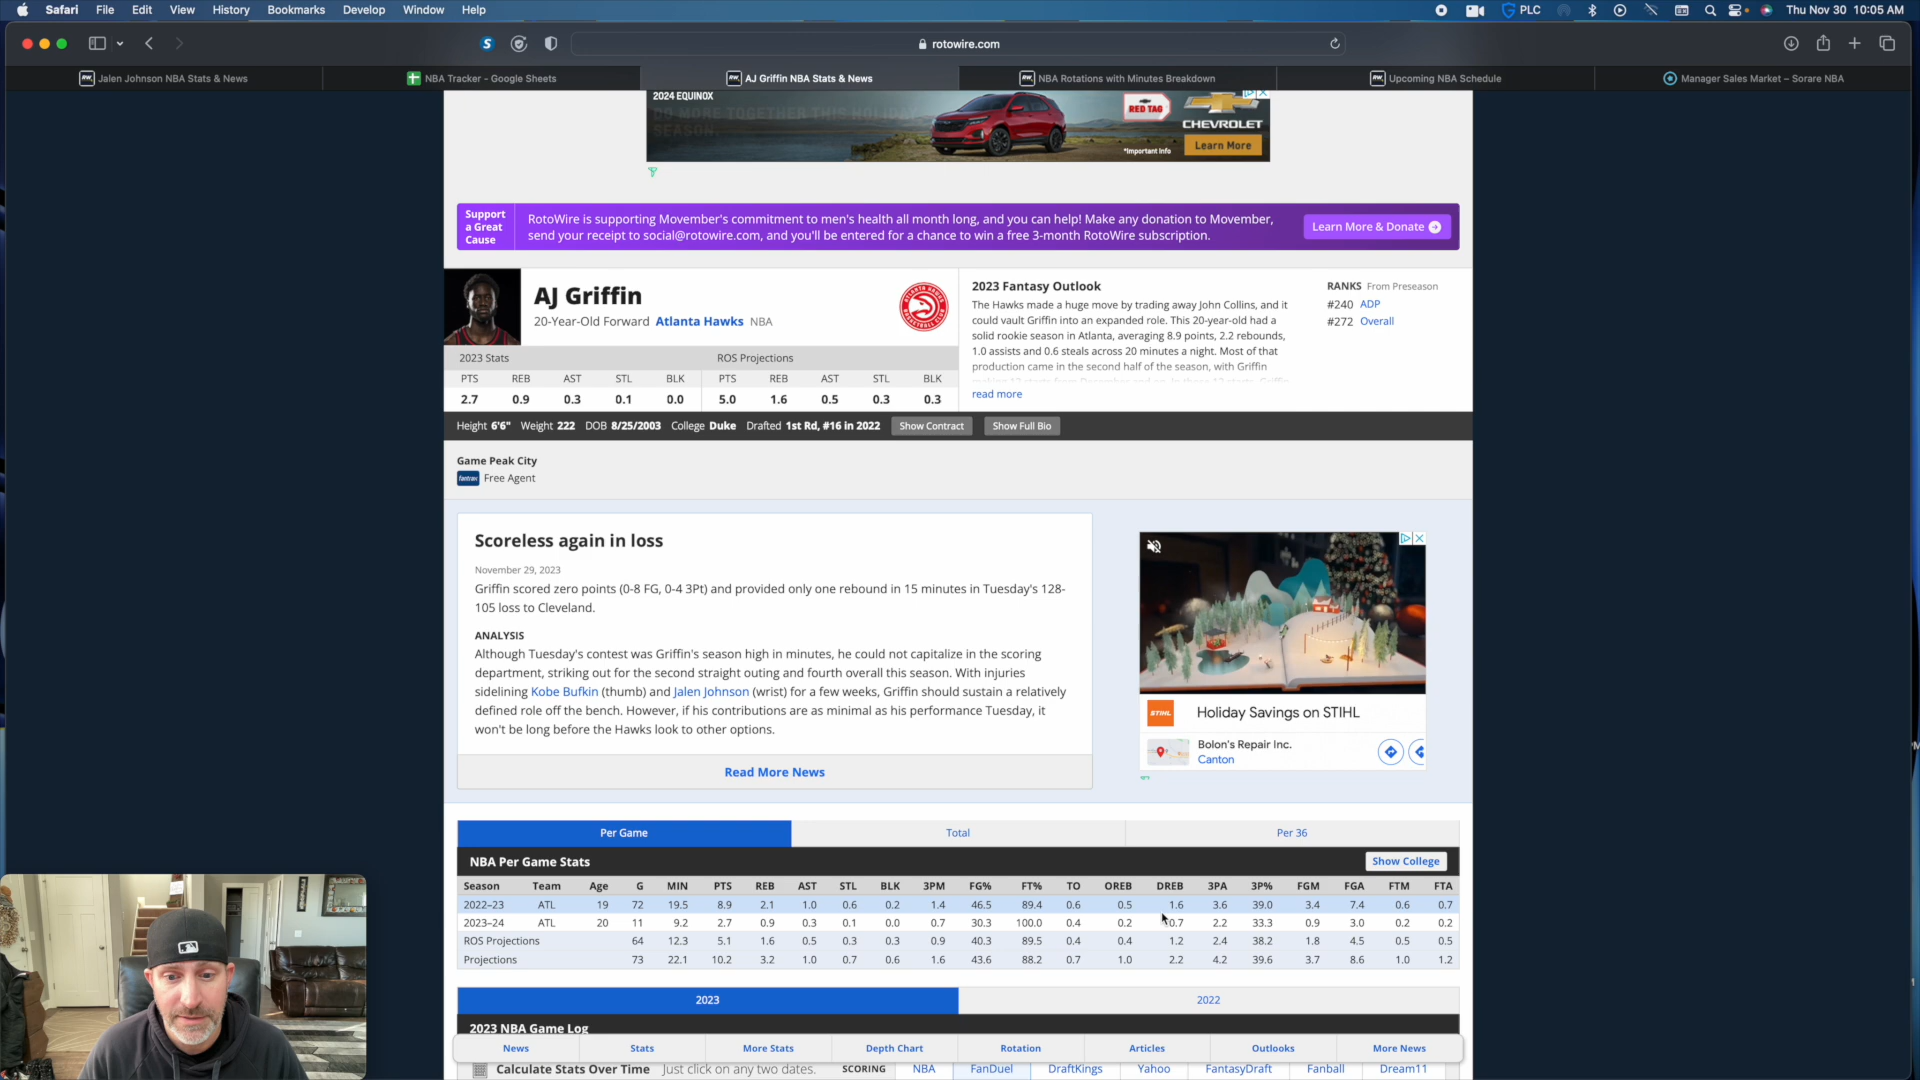 Safari File Edit View History Bookmarks Develop Window Help PLC Thu Nov 30 10:05 AM
rotowire.com
Jalen Johnson NBA Stats & News NBA Tracker - Google Sheets AJ Griffin NBA Stats & News NBA Rotations with Minutes Breakdown Upcoming NBA Schedule Manager Sales Market – Sorare NBA
2024 EQUINOX
DO MORE TOGETHER THIS HOLIDAY
SEASON.
RED TAG
CHEVROLET
*Important Info
Learn More
Support
a Great
Cause
RotoWire is supporting Movember's commitment to men's health all month long, and you can help! Make any donation to Movember,
send your receipt to social@rotowire.com, and you'll be entered for a chance to win a free 3-month RotoWire subscription.
Learn More & Donate
AJ Griffin
20-Year-Old Forward Atlanta Hawks NBA
2023 Stats ROS Projections
PTS REB AST STL BLK PTS REB AST STL BLK
2.7 0.9 0.3 0.1 0.0 5.0 1.6 0.5 0.3 0.3
2023 Fantasy Outlook
The Hawks made a huge move by trading away John Collins, and it
could vault Griffin into an expanded role. This 20-year-old had a
solid rookie season in Atlanta, averaging 8.9 points, 2.2 rebounds,
1.0 assists and 0.6 steals across 20 minutes a night. Most of that
production came in the second half of the season, with Griffin
read more
RANKS From Preseason
#240 ADP
#272 Overall
Height 6'6" Weight 222 DOB 8/25/2003 College Duke Drafted 1st Rd, #16 in 2022 Show Contract Show Full Bio
Game Peak City
fantrax Free Agent
Scoreless again in loss
November 29, 2023
Griffin scored zero points (0-8 FG, 0-4 3Pt) and provided only one rebound in 15 minutes in Tuesday's 128-
105 loss to Cleveland.
ANALYSIS
Although Tuesday's contest was Griffin's season high in minutes, he could not capitalize in the scoring
department, striking out for the second straight outing and fourth overall this season. With injuries
sidelining Kobe Bufkin (thumb) and Jalen Johnson (wrist) for a few weeks, Griffin should sustain a relatively
defined role off the bench. However, if his contributions are as minimal as his performance Tuesday, it
won't be long before the Hawks look to other options.
Read More News
STIHL Holiday Savings on STIHL
Bolon's Repair Inc.
Canton
Per Game Total Per 36
NBA Per Game Stats Show College
Season Team Age G MIN PTS REB AST STL BLK 3PM FG% FT% TO OREB DREB 3PA 3P% FGM FGA FTM FTA
2022–23 ATL 19 72 19.5 8.9 2.1 1.0 0.6 0.2 1.4 46.5 89.4 0.6 0.5 1.6 3.6 39.0 3.4 7.4 0.6 0.7
2023–24 ATL 20 11 9.2 2.7 0.9 0.3 0.1 0.0 0.7 30.3 100.0 0.4 0.2 0.7 2.2 33.3 0.9 3.0 0.2 0.2
ROS Projections 64 12.3 5.1 1.6 0.5 0.3 0.3 0.9 40.3 89.5 0.4 0.4 1.2 2.4 38.2 1.8 4.5 0.5 0.5
Projections 73 22.1 10.2 3.2 1.0 0.7 0.6 1.6 43.6 88.2 0.7 1.0 2.2 4.2 39.6 3.7 8.6 1.0 1.2
2023 2022
2023 NBA Game Log
News Stats More Stats Depth Chart Rotation Articles Outlooks More News
Calculate Stats Over Time Just click on any two dates. SCORING NBA FanDuel DraftKings Yahoo FantasyDraft Fanball Dream11